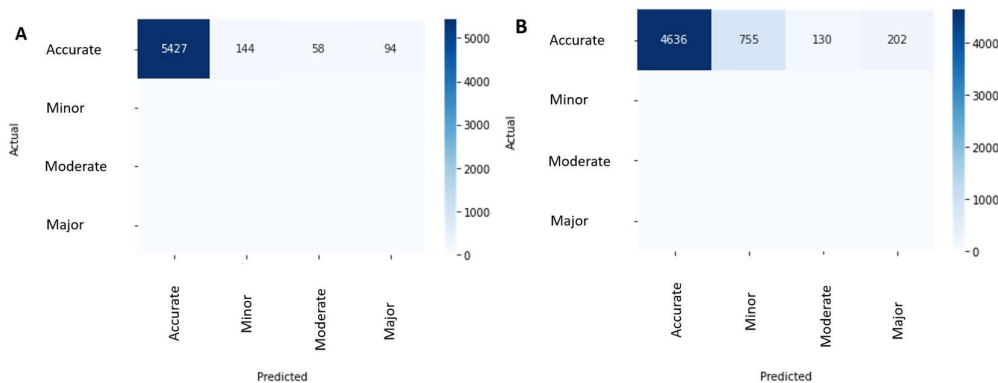 A
Accurate 5427 144 58 94
Minor
Moderate
Major
Actual
Accurate
Minor
Moderate
Major
Predicted
5000
4000
3000
2000
1000
0
B
Accurate 4636 755 130 202
Minor
Moderate
Major
Actual
Accurate
Minor
Moderate
Major
Predicted
4000
3000
2000
1000
0